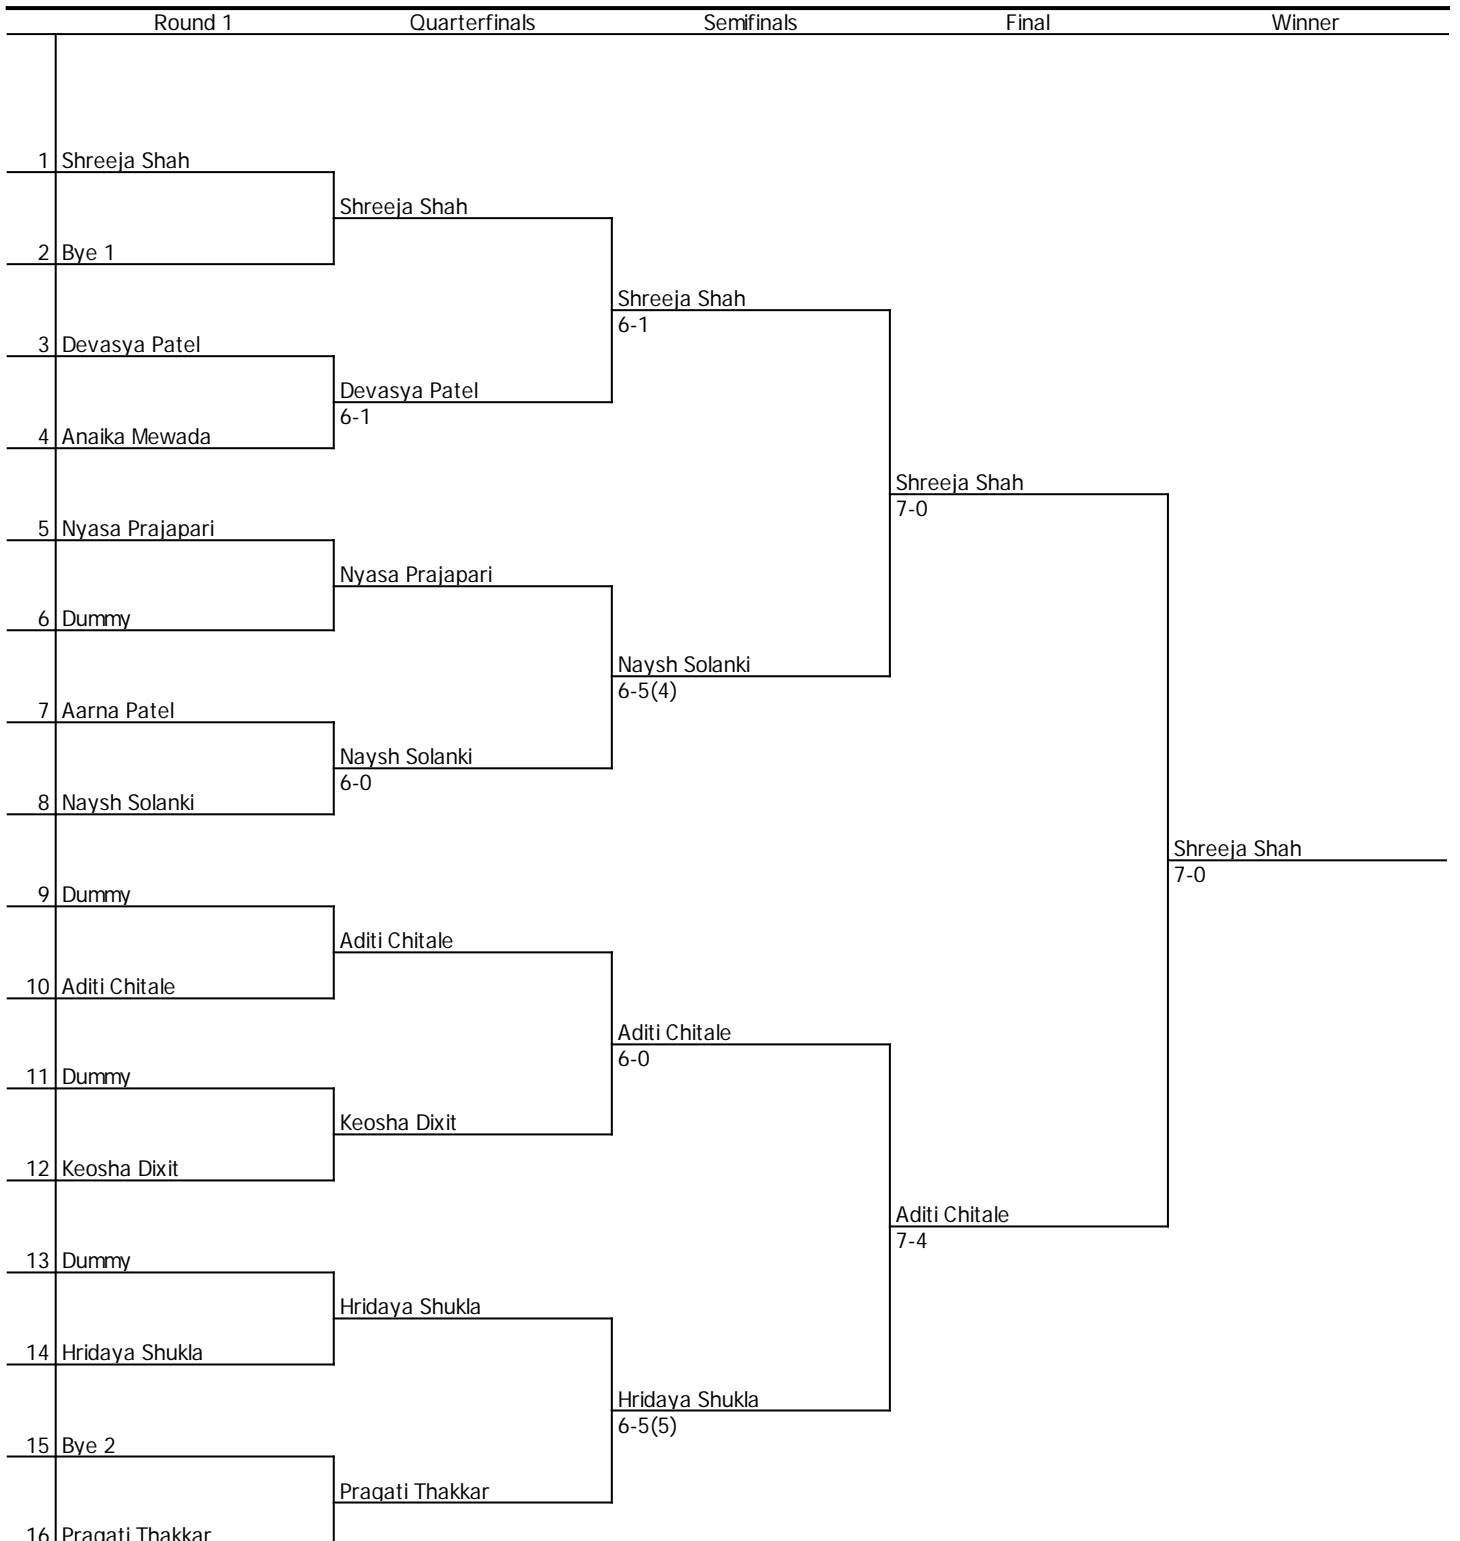 Round 1 Quarterfinals Semifinals Final Winner
1 Shreeja Shah
Shreeja Shah
2 Bye 1
Shreeja Shah
6-1
3 Devasya Patel
Devasya Patel
6-1
4 Anaika Mewada
Shreeja Shah
7-0
5 Nyasa Prajapari
Nyasa Prajapari
6 Dummy
Naysh Solanki
6-5(4)
7 Aarna Patel
Naysh Solanki
6-0
8 Naysh Solanki
Shreeja Shah
7-0
9 Dummy
Aditi Chitale
10 Aditi Chitale
Aditi Chitale
6-0
11 Dummy
Keosha Dixit
12 Keosha Dixit
Aditi Chitale
7-4
13 Dummy
Hridaya Shukla
14 Hridaya Shukla
Hridaya Shukla
6-5(5)
15 Bye 2
Pragati Thakkar
16 Pragati Thakkar